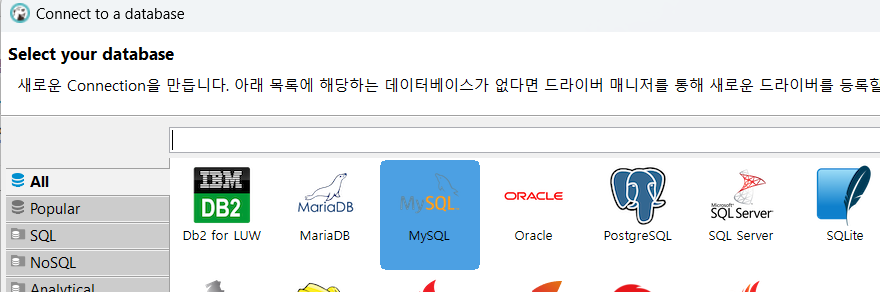 Connect to a database
Select your database
새로운 Connection을 만듭니다. 아래 목록에 해당하는 데이터베이스가 없다면 드라이버 매니저를 통해 새로운 드라이버를 등록할
All
Popular
SQL
NoSQL
Analytical
IBM
DB2
Db2 for LUW
MariaDB
MariaDB
MySQL
MySQL
ORACLE
Oracle
PostgreSQL
Microsoft
SQL Server
SQL Server
SQLite